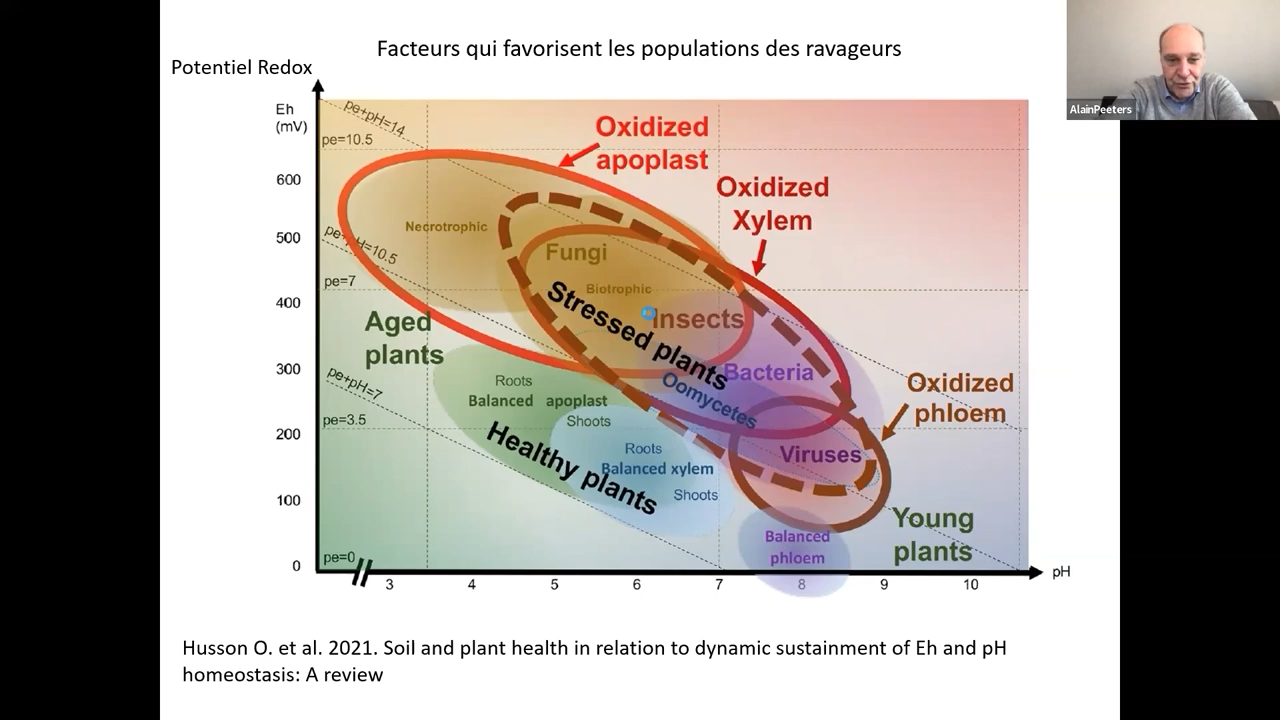 Facteurs qui favorisent les populations des ravageurs
Potentiel Redox
AlainPeeters
Eh
(mV)
pe+pH=14
pe=10.5
Oxidized
apoplast
600
Oxidized
Xylem
Necrotrophic
500
pe+pH=10.5
Fungi
pe=7
Biotrophic
400
Stressed plants
Insects
Aged
plants
300
Bacteria
pe+pH=7
Roots
Oomycetes
Oxidized
phloem
Balanced apoplast
pe=3.5
Shoots
200
Healthy plants
Roots
Viruses
Balanced xylem
Shoots
100
Young
plants
Balanced
phloem
pe=0
0
3 4 5 6 7 8 9 10
pH
Husson O. et al. 2021. Soil and plant health in relation to dynamic sustainment of Eh and pH
homeostasis: A review